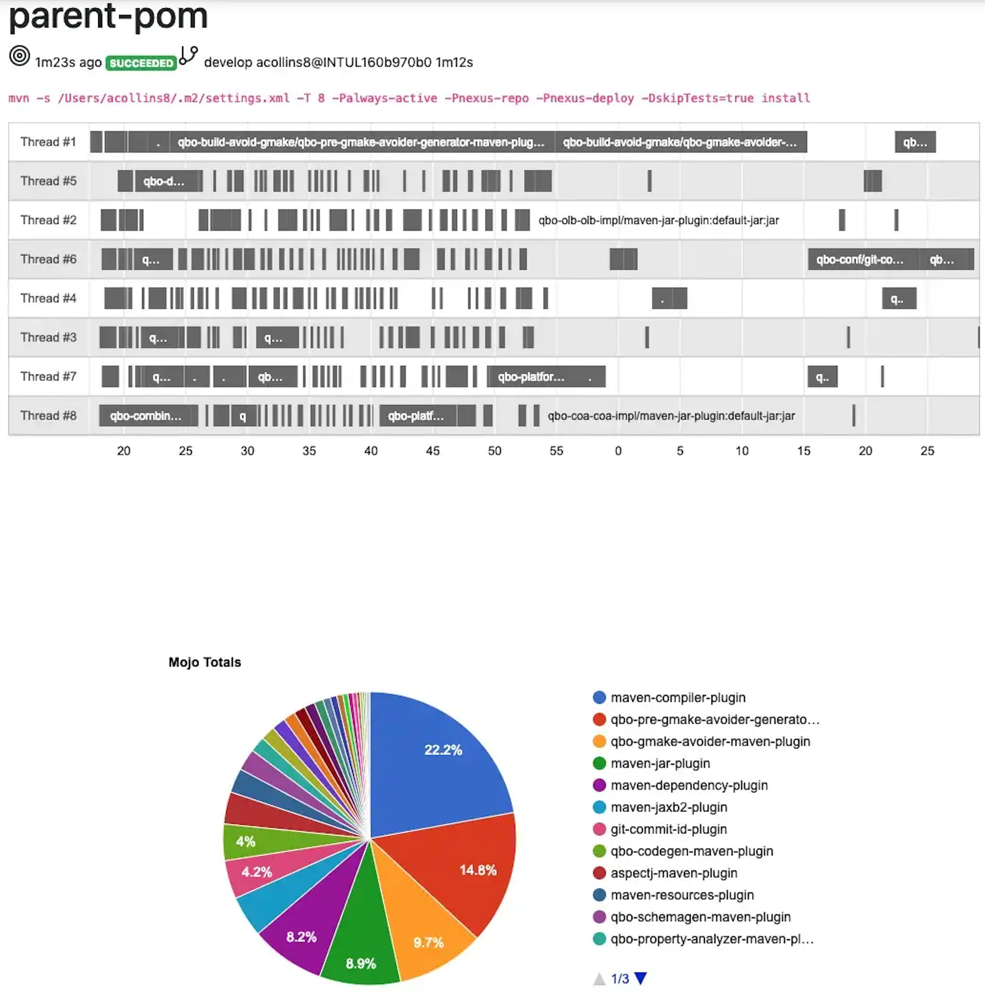 parent-pom
1m23s ago SUCCEEDED develop acollins8@INTUL160b970b0 1m12s
mvn -s /Users/acollins8/.m2/settings.xml -T 8 -Palways-active -Pnexus-repo -Pnexus-deploy -DskipTests=true install
Thread #1 . qbo-build-avoid-gmake/qbo-pre-gmake-avoider-generator-maven-plug... qbo-build-avoid-gmake/qbo-gmake-avoider-... qb...
Thread #5 qbo-d...
Thread #2 qbo-olb-olb-impl/maven-jar-plugin:default-jar:jar
Thread #6 q... qbo-conf/git-co... qb...
Thread #4 . q..
Thread #3 q... q...
Thread #7 q... . . qb... qbo-platfor... . q..
Thread #8 qbo-combin... q qbo-platf... qbo-coa-coa-impl/maven-jar-plugin:default-jar:jar
20 25 30 35 40 45 50 55 0 5 10 15 20 25
Mojo Totals
22.2%
14.8%
9.7%
8.9%
8.2%
4.2%
4%
maven-compiler-plugin
qbo-pre-gmake-avoider-generato...
qbo-gmake-avoider-maven-plugin
maven-jar-plugin
maven-dependency-plugin
maven-jaxb2-plugin
git-commit-id-plugin
qbo-codegen-maven-plugin
aspectj-maven-plugin
maven-resources-plugin
qbo-schemagen-maven-plugin
qbo-property-analyzer-maven-pl...
1/3